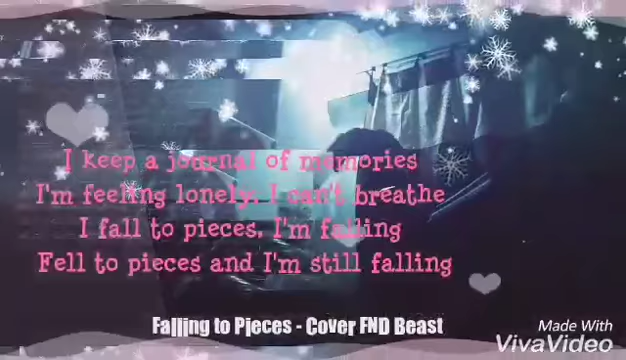 I keep a journal of memories
I'm feeling lonely, I can't breathe
I fall to pieces, I'm falling
Fell to pieces and I'm still falling
Falling to Pieces - Cover FND Beast
Made With
VivaVideo